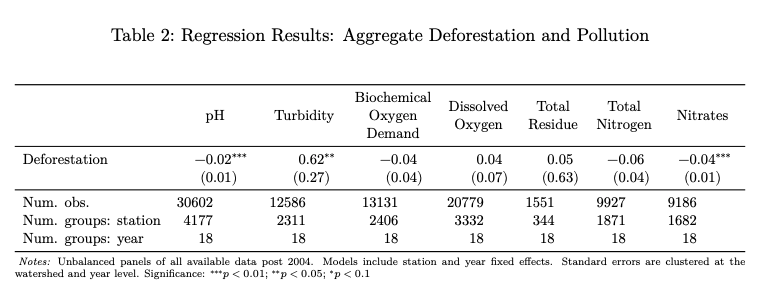 Table 2: Regression Results: Aggregate Deforestation and Pollution
pH Turbidity Biochemical Oxygen Demand Dissolved Oxygen Total Residue Total Nitrogen Nitrates
Deforestation −0.02*** 0.62** −0.04 0.04 0.05 −0.06 −0.04***
(0.01) (0.27) (0.04) (0.07) (0.63) (0.04) (0.01)
Num. obs. 30602 12586 13131 20779 1551 9927 9186
Num. groups: station 4177 2311 2406 3332 344 1871 1682
Num. groups: year 18 18 18 18 18 18 18
Notes: Unbalanced panels of all available data post 2004. Models include station and year fixed effects. Standard errors are clustered at the
watershed and year level. Significance: ***p < 0.01; **p < 0.05; *p < 0.1